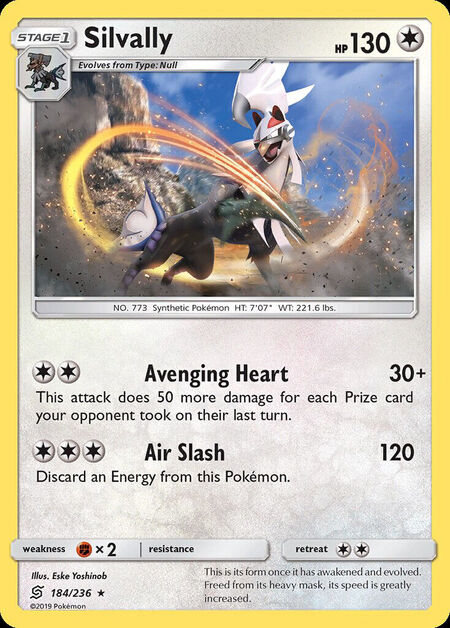 STAGE 1
Silvally
HP 130
Evolves from Type: Null
NO. 773 Synthetic Pokémon HT: 7'07" WT: 221.6 lbs.
Avenging Heart 30+
This attack does 50 more damage for each Prize card
your opponent took on their last turn.
Air Slash 120
Discard an Energy from this Pokémon.
weakness ×2 resistance retreat
Illus. Eske Yoshinob
184/236 ★
©2019 Pokémon
This is its form once it has awakened and evolved.
Freed from its heavy mask, its speed is greatly
increased.